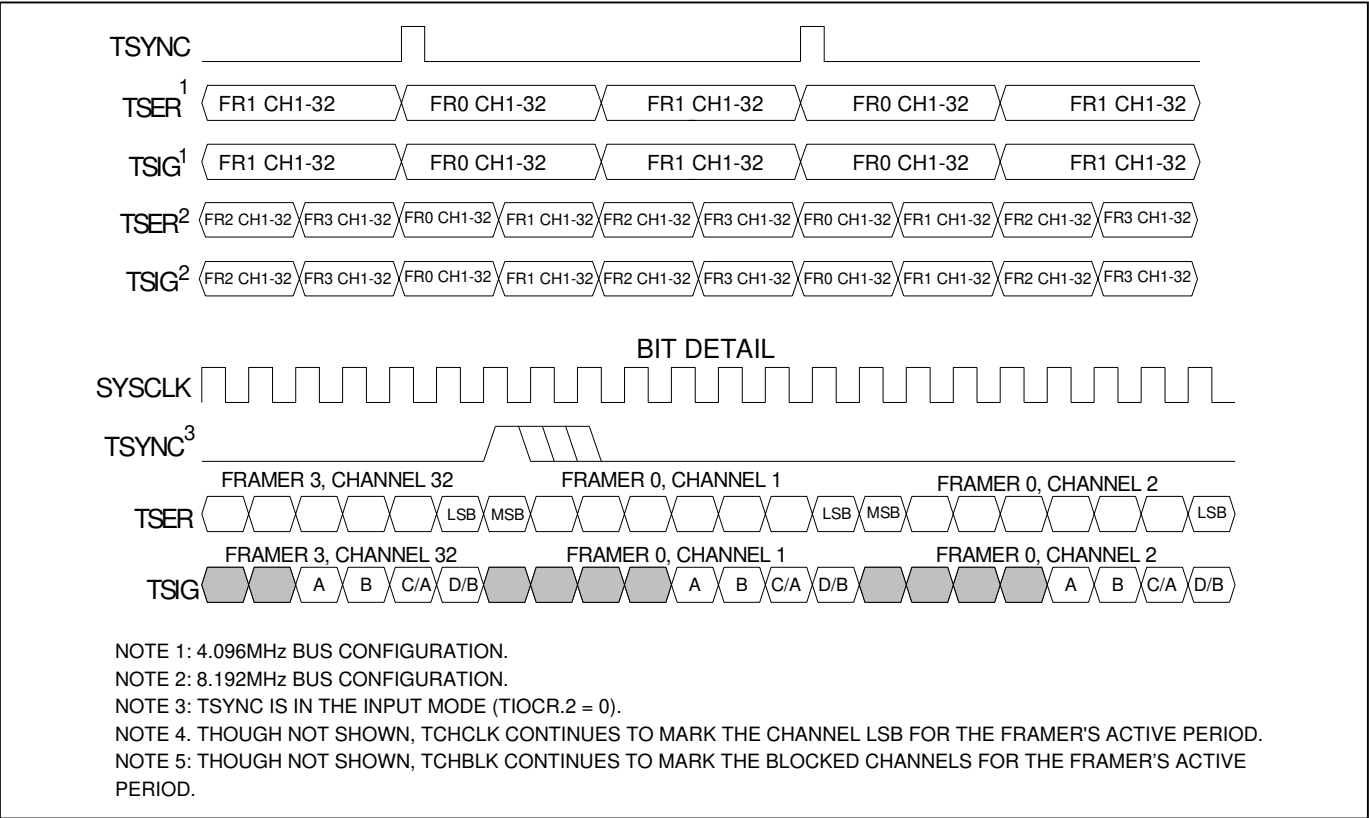 TSYNC
TSER1 FR1 CH1-32 FR0 CH1-32 FR1 CH1-32 FR0 CH1-32 FR1 CH1-32
TSIG1 FR1 CH1-32 FR0 CH1-32 FR1 CH1-32 FR0 CH1-32 FR1 CH1-32
TSER2 FR2 CH1-32 FR3 CH1-32 FR0 CH1-32 FR1 CH1-32 FR2 CH1-32 FR3 CH1-32 FR0 CH1-32 FR1 CH1-32 FR2 CH1-32 FR3 CH1-32
TSIG2 FR2 CH1-32 FR3 CH1-32 FR0 CH1-32 FR1 CH1-32 FR2 CH1-32 FR3 CH1-32 FR0 CH1-32 FR1 CH1-32 FR2 CH1-32 FR3 CH1-32
BIT DETAIL
SYSCLK
TSYNC3
FRAMER 3, CHANNEL 32 FRAMER 0, CHANNEL 1 FRAMER 0, CHANNEL 2
TSER LSB MSB LSB MSB LSB
FRAMER 3, CHANNEL 32 FRAMER 0, CHANNEL 1 FRAMER 0, CHANNEL 2
TSIG A B C/A D/B A B C/A D/B A B C/A D/B
NOTE 1: 4.096MHz BUS CONFIGURATION.
NOTE 2: 8.192MHz BUS CONFIGURATION.
NOTE 3: TSYNC IS IN THE INPUT MODE (TIOCR.2 = 0).
NOTE 4. THOUGH NOT SHOWN, TCHCLK CONTINUES TO MARK THE CHANNEL LSB FOR THE FRAMER'S ACTIVE PERIOD.
NOTE 5: THOUGH NOT SHOWN, TCHBLK CONTINUES TO MARK THE BLOCKED CHANNELS FOR THE FRAMER’S ACTIVE
PERIOD.